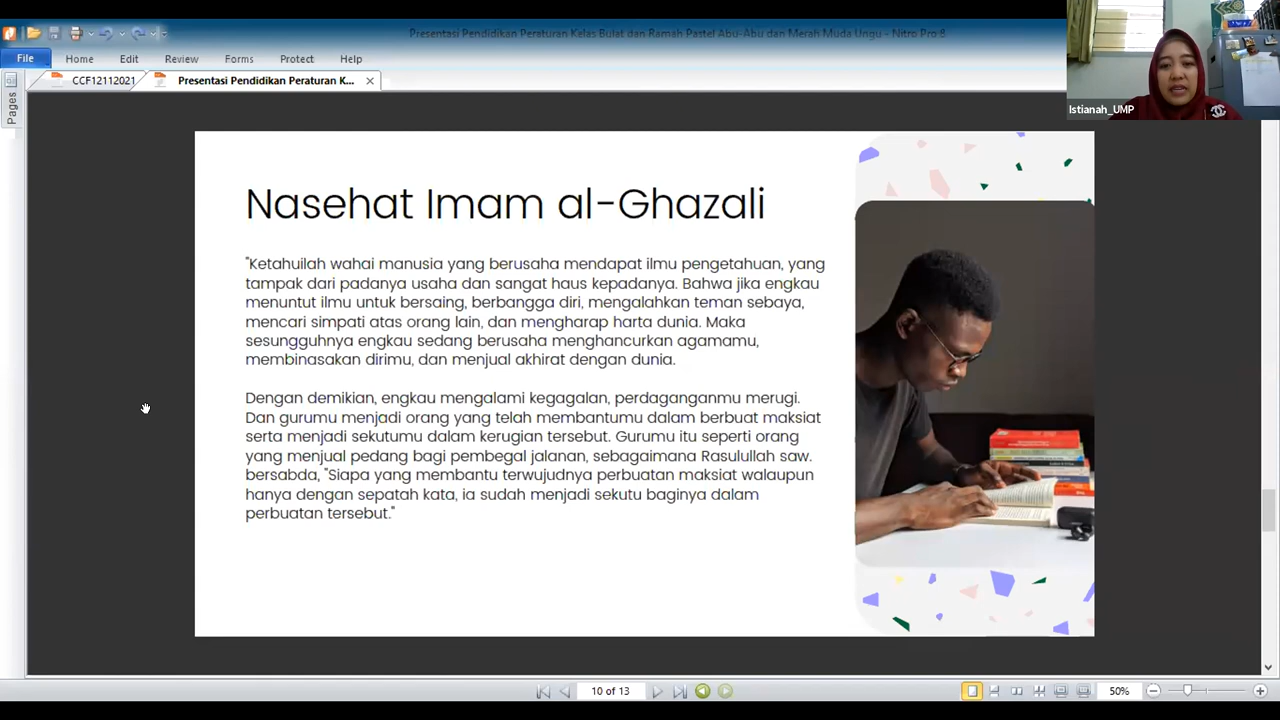 Presentasi Pendidikan Peraturan Kelas Bulat dan Ramah Pastel Abu-Abu dan Merah Muda Ungu - Nitro Pro 8
File Home Edit Review Forms Protect Help
CCF12112021 Presentasi Pendidikan Peraturan K...
Pages
Istianah_UMP
Nasehat Imam al-Ghazali
"Ketahuilah wahai manusia yang berusaha mendapat ilmu pengetahuan, yang
tampak dari padanya usaha dan sangat haus kepadanya. Bahwa jika engkau
menuntut ilmu untuk bersaing, berbangga diri, mengalahkan teman sebaya,
mencari simpati atas orang lain, dan mengharap harta dunia. Maka
sesungguhnya engkau sedang berusaha menghancurkan agamamu,
membinasakan dirimu, dan menjual akhirat dengan dunia.
Dengan demikian, engkau mengalami kegagalan, perdaganganmu merugi.
Dan gurumu menjadi orang yang telah membantumu dalam berbuat maksiat
serta menjadi sekutumu dalam kerugian tersebut. Gurumu itu seperti orang
yang menjual pedang bagi pembegal jalanan, sebagaimana Rasulullah saw.
bersabda, "Siapa yang membantu terwujudnya perbuatan maksiat walaupun
hanya dengan sepatah kata, ia sudah menjadi sekutu baginya dalam
perbuatan tersebut."
10 of 13
50%